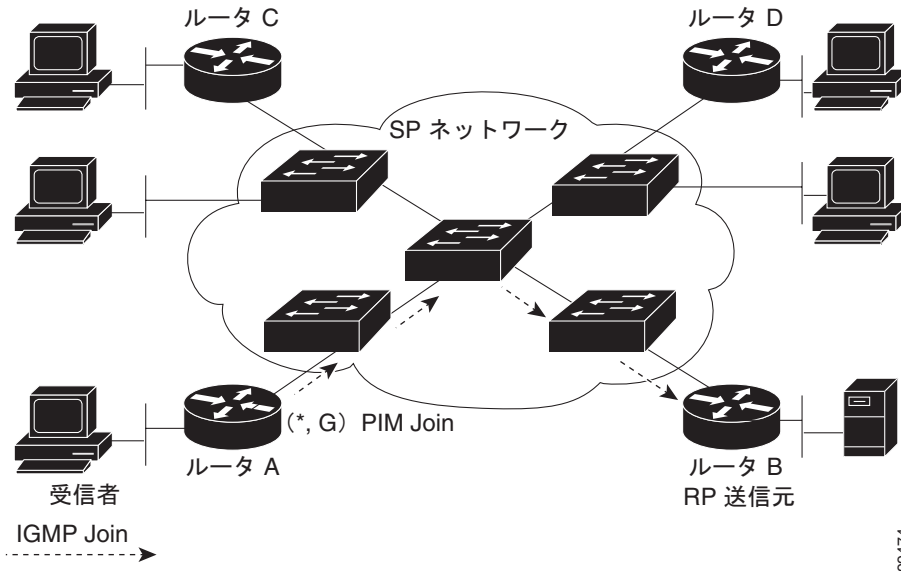 ルータ C
ルータ D
SP ネットワーク
(*, G) PIM Join
ルータ A
ルータ B
受信者
RP 送信元
IGMP Join